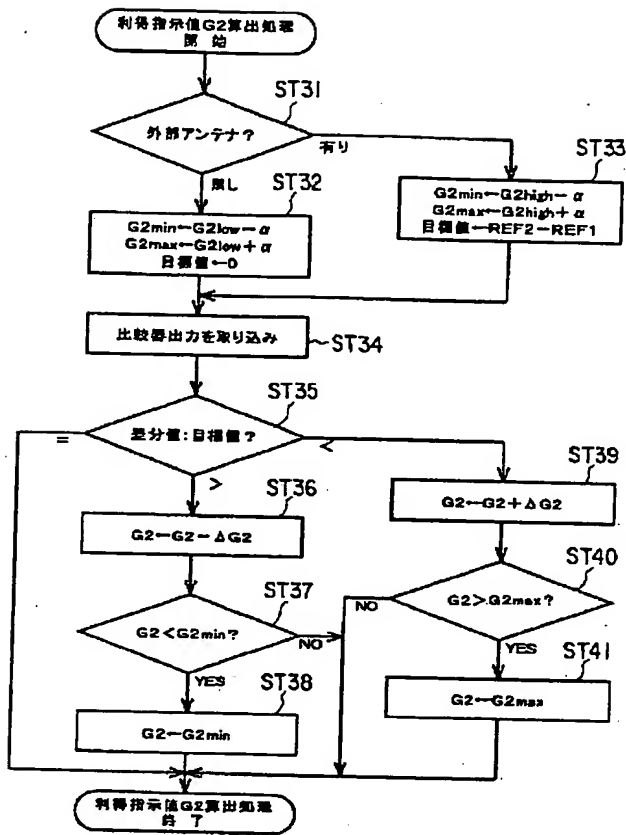 利得指示値G2算出処理
開始
ST31
外部アンテナ？
有り
無し
ST32
G2min←G2low−α
G2max←G2low＋α
目標値←0
ST33
G2min←G2high−α
G2max←G2high＋α
目標値←REF2−REF1
比較器出力を取り込み
ST34
ST35
差分値：目標値？
＝
＞
＜
ST36
G2←G2−ΔG2
ST37
G2＜G2min？
NO
YES
ST38
G2←G2min
ST39
G2←G2＋ΔG2
ST40
G2＞G2max？
NO
YES
ST41
G2←G2max
利得指示値G2算出処理
終了